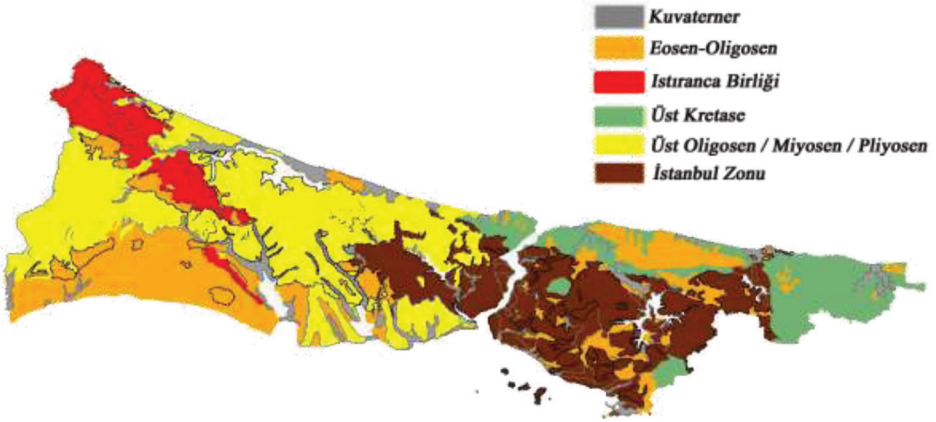 Kuvaterner
Eosen-Oligosen
Istıranca Birliği
Üst Kretase
Üst Oligosen / Miyosen / Pliyosen
İstanbul Zonu